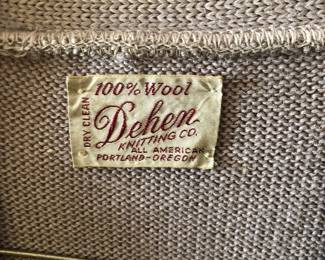 100% Wool
DRY CLEAN
Dehen
KNITTING CO.
ALL AMERICAN
PORTLAND-OREGON